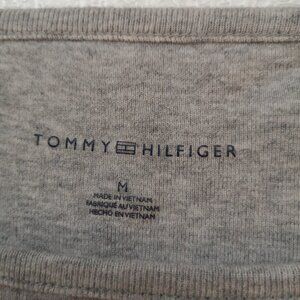 TOMMY HILFIGER
M
MADE IN VIETNAM
FABRIQUÉ AU VIETNAM
HECHO EN VIETNAM